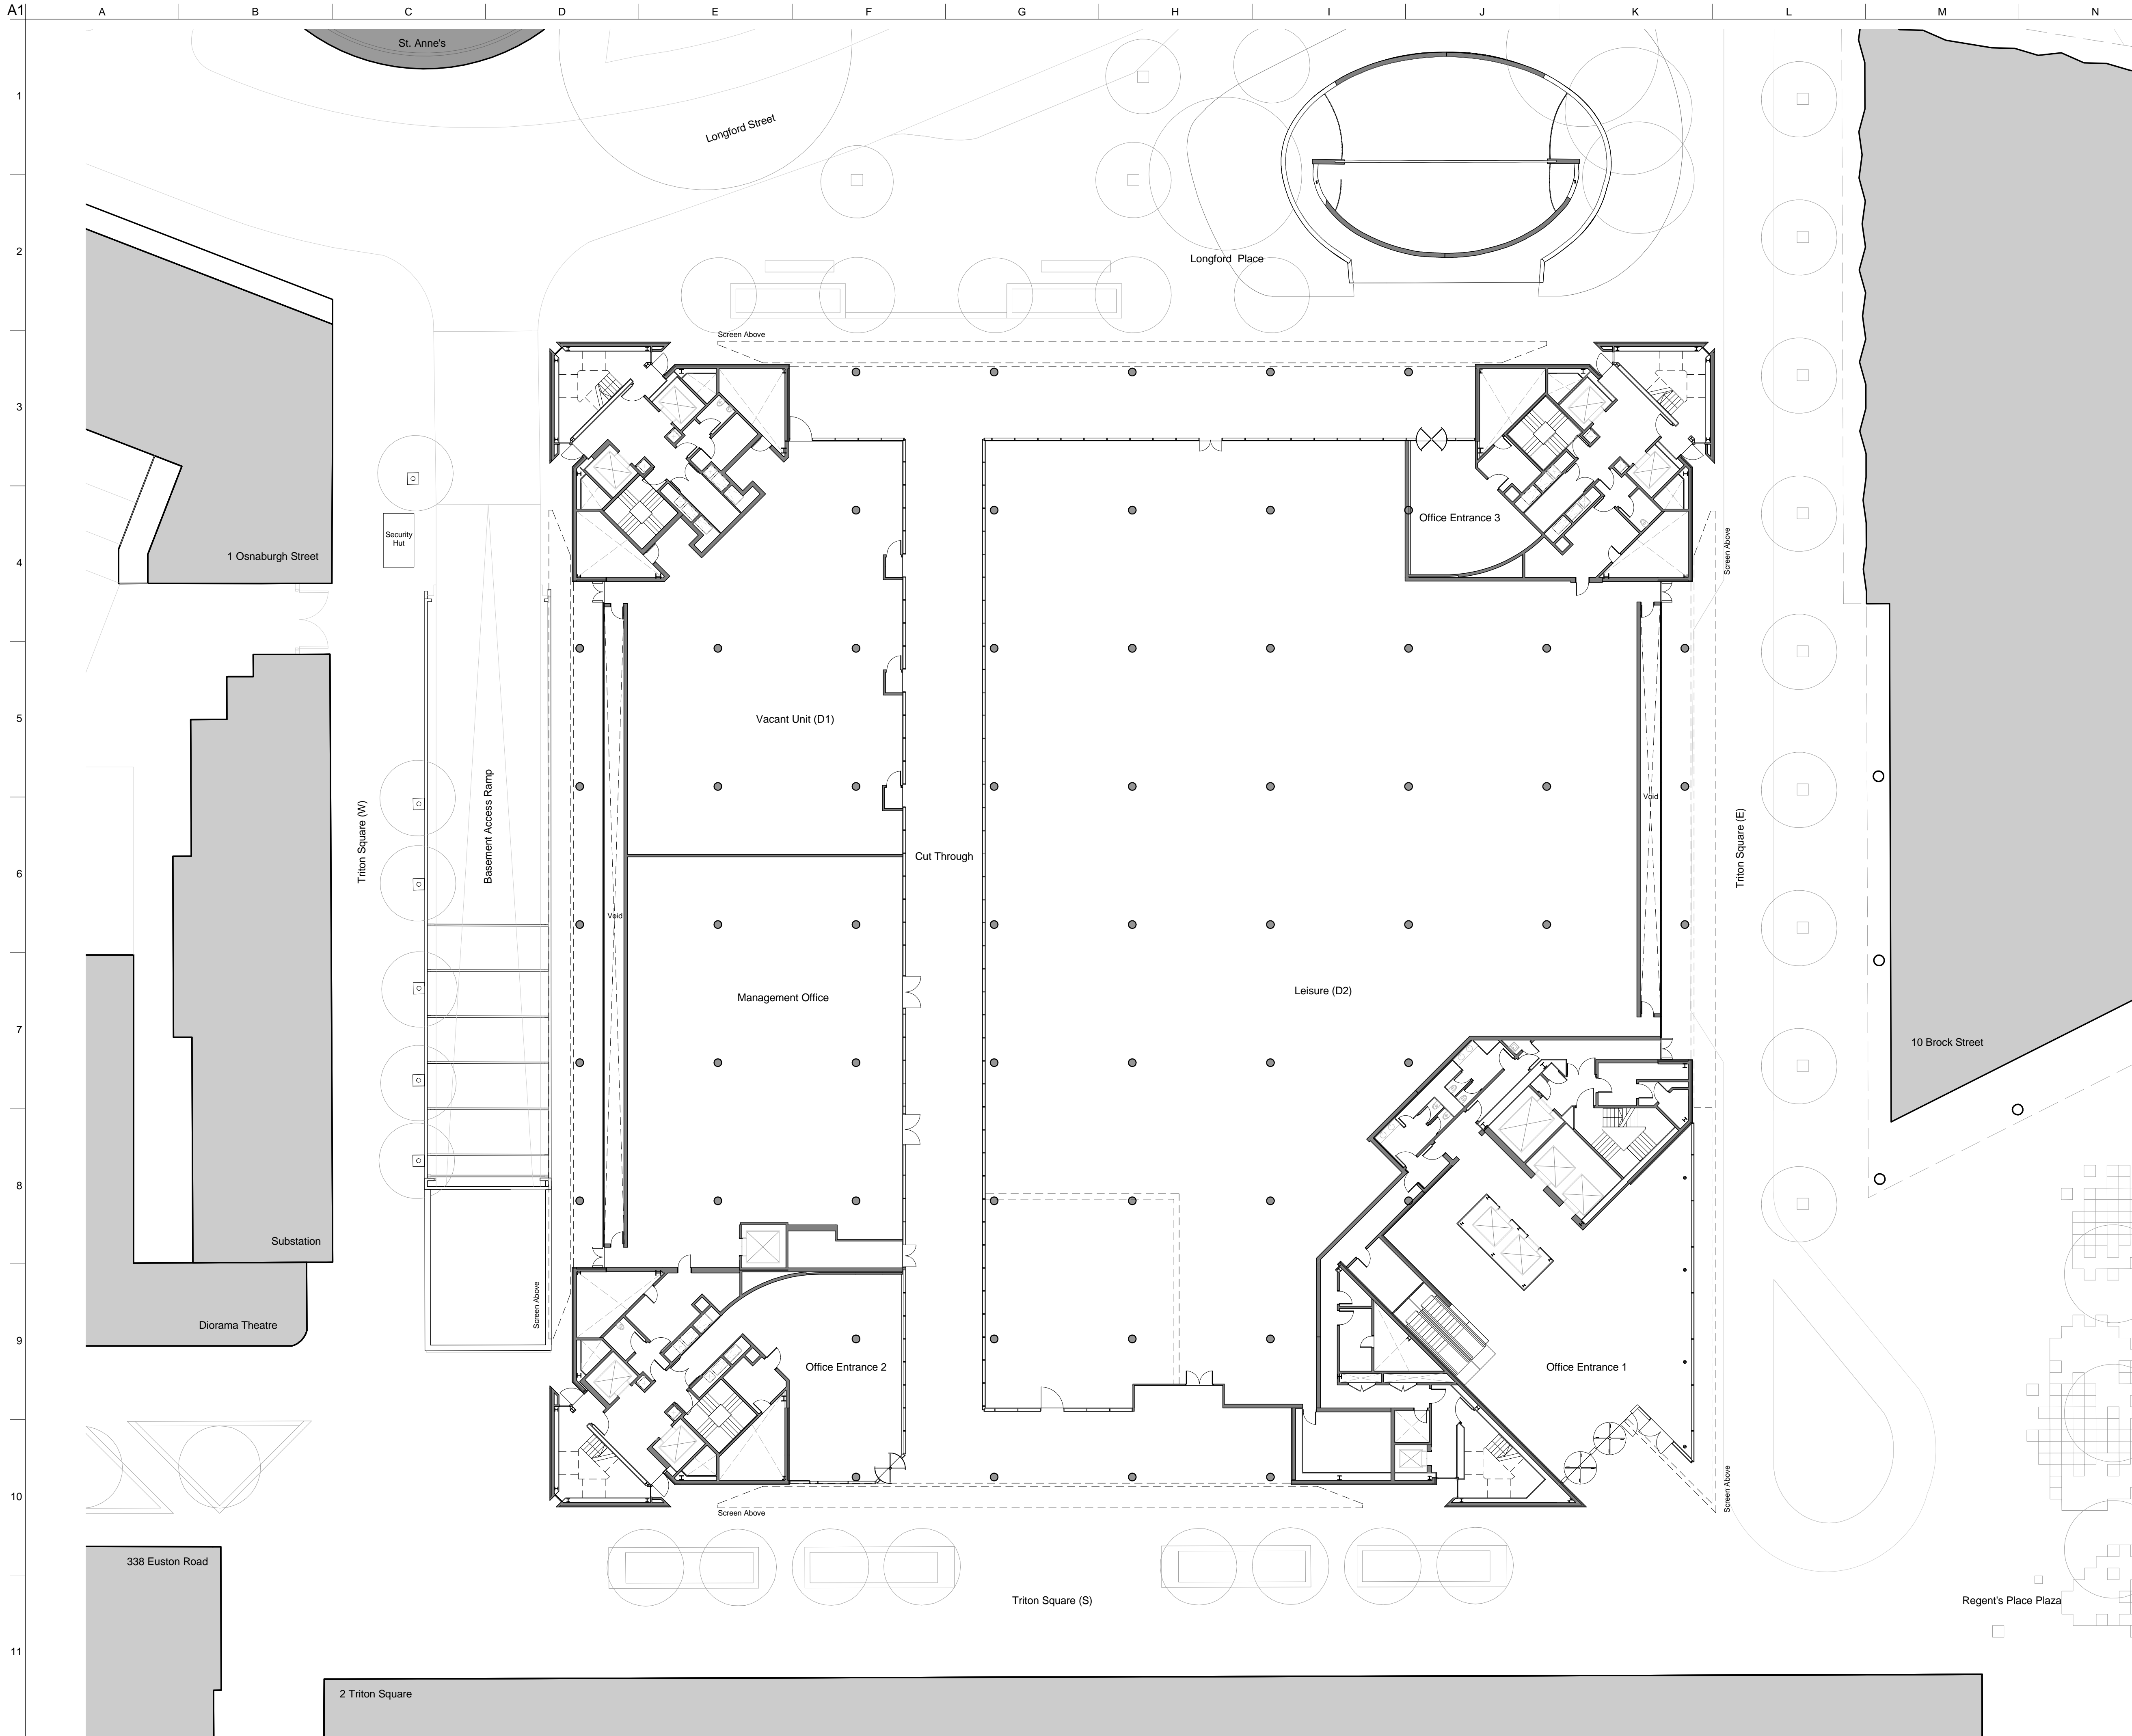 A1
A B C D E F G H I J K L M N
1
2
3
4
5
6
7
8
9
10
11
St. Anne's
Longford Street
Longford Place
Screen Above
Security
Hut
Office Entrance 3
Screen Above
1 Osnaburgh Street
Vacant Unit (D1)
Triton Square (W)
Basement Access Ramp
Void
Triton Square (E)
Cut Through
Void
Management Office
Leisure (D2)
10 Brock Street
Substation
Screen Above
Diorama Theatre
Office Entrance 2
Office Entrance 1
Screen Above
Screen Above
338 Euston Road
Triton Square (S)
Regent's Place Plaza
2 Triton Square